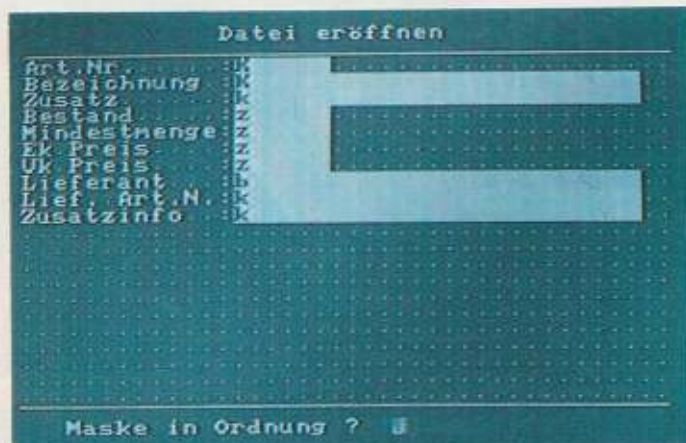 Datei eröffnen
Art.Nr. :
Bezeichnung :k
Zusatz :k
Bestand :z
Mindestmenge:z
Ek Preis :z
Vk Preis :z
Lieferant :
Lief. Art.N.:k
Zusatzinfo :k
Maske in Ordnung ?